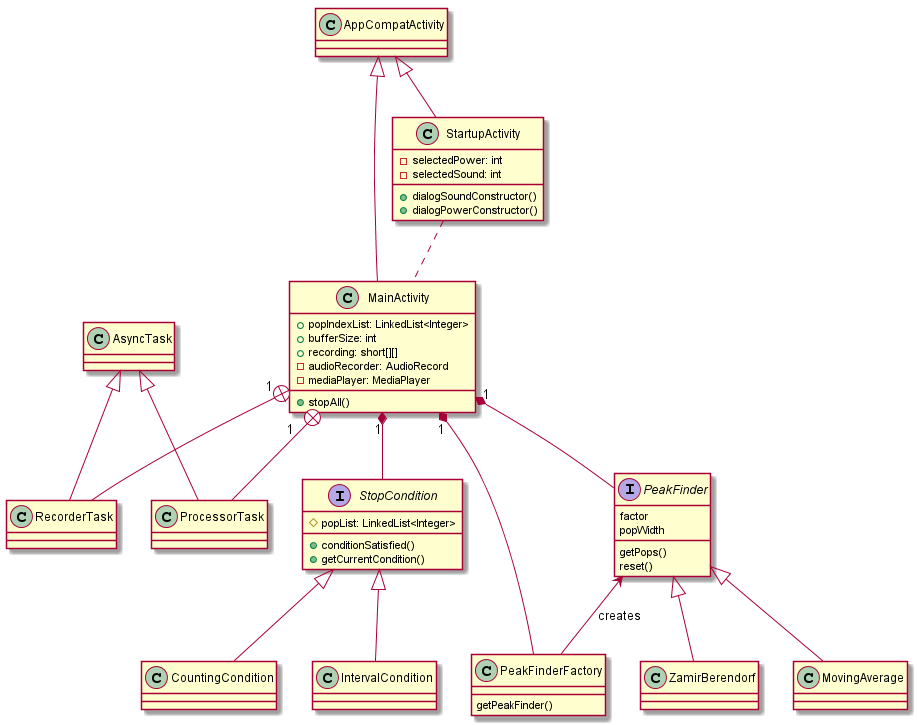 C AppCompatActivity
C StartupActivity
selectedPower: int
selectedSound: int
dialogSoundConstructor()
dialogPowerConstructor()
C MainActivity
popIndexList: LinkedList<Integer>
bufferSize: int
recording: short[][]
audioRecorder: AudioRecord
mediaPlayer: MediaPlayer
stopAll()
C AsyncTask
1
1
1
1
1
C RecorderTask
C ProcessorTask
I StopCondition
popList: LinkedList<Integer>
conditionSatisfied()
getCurrentCondition()
I PeakFinder
factor
popWidth
getPops()
reset()
creates
C CountingCondition
C IntervalCondition
C PeakFinderFactory
getPeakFinder()
C ZamirBerendorf
C MovingAverage